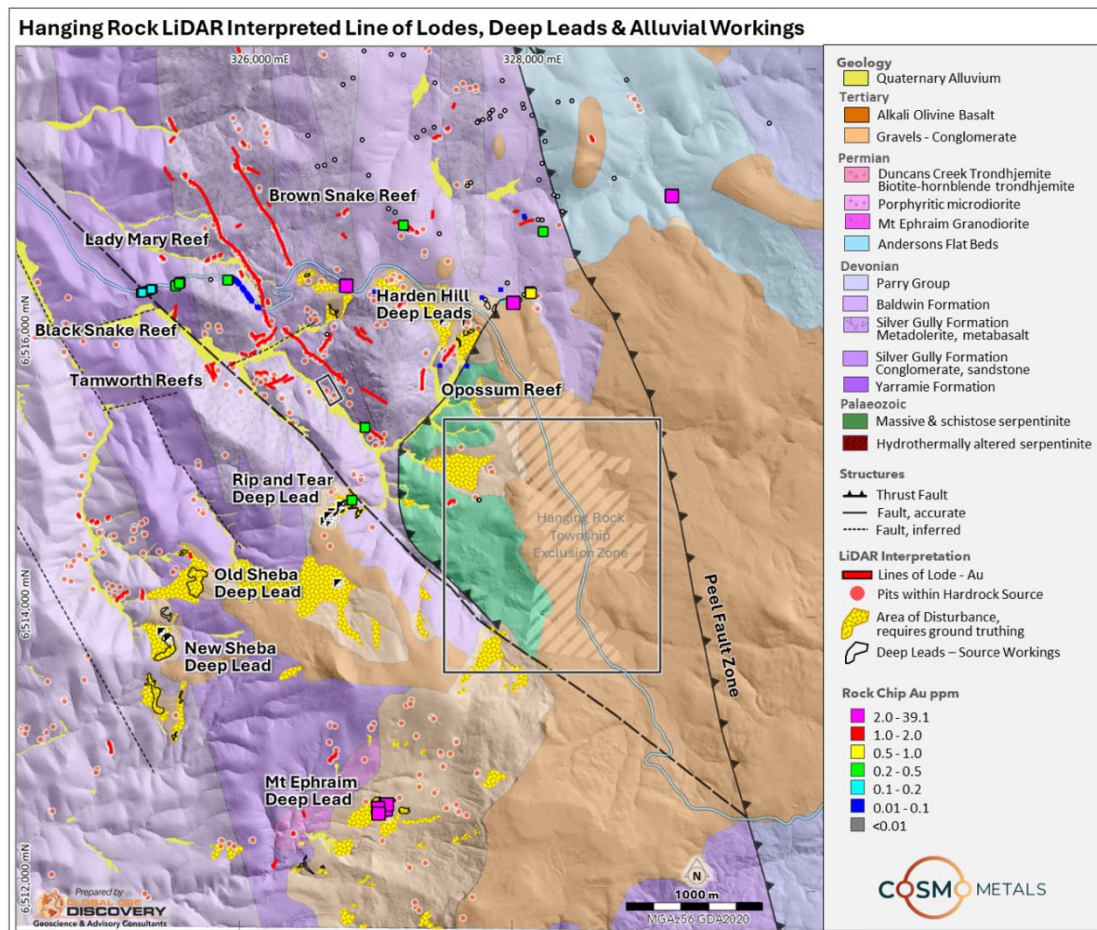 Hanging Rock LiDAR Interpreted Line of Lodes, Deep Leads & Alluvial Workings
326,000 mE
328,000 mE
Brown Snake Reef
Lady Mary Reef
Harden Hill
Deep Leads
6,516,000 mN
Black Snake Reef
Tamworth Reefs
Opossum Reef
Rip and Tear
Deep Lead
Hanging Rock
Township
Exclusion Zone
Old Sheba
Deep Lead
6,514,000 mN
New Sheba
Deep Lead
Peel Fault Zone
Mt Ephraim
Deep Lead
6,512,000 mN
N
1000 m
MGAz56 GDA2020
Prepared by
GLOBAL ORE
DISCOVERY
Geoscience & Advisory Consultants
Geology
Quaternary Alluvium
Tertiary
Alkali Olivine Basalt
Gravels - Conglomerate
Permian
Duncans Creek Trondhjemite
Biotite-hornblende trondhjemite
Porphyritic microdiorite
Mt Ephraim Granodiorite
Andersons Flat Beds
Devonian
Parry Group
Baldwin Formation
Silver Gully Formation
Metadolerite, metabasalt
Silver Gully Formation
Conglomerate, sandstone
Yarramie Formation
Palaeozoic
Massive & schistose serpentinite
Hydrothermally altered serpentinite
Structures
Thrust Fault
Fault, accurate
Fault, inferred
LiDAR Interpretation
Lines of Lode - Au
Pits within Hardrock Source
Area of Disturbance,
requires ground truthing
Deep Leads – Source Workings
Rock Chip Au ppm
2.0 - 39.1
1.0 - 2.0
0.5 - 1.0
0.2 - 0.5
0.1 - 0.2
0.01 - 0.1
<0.01
COSMO METALS